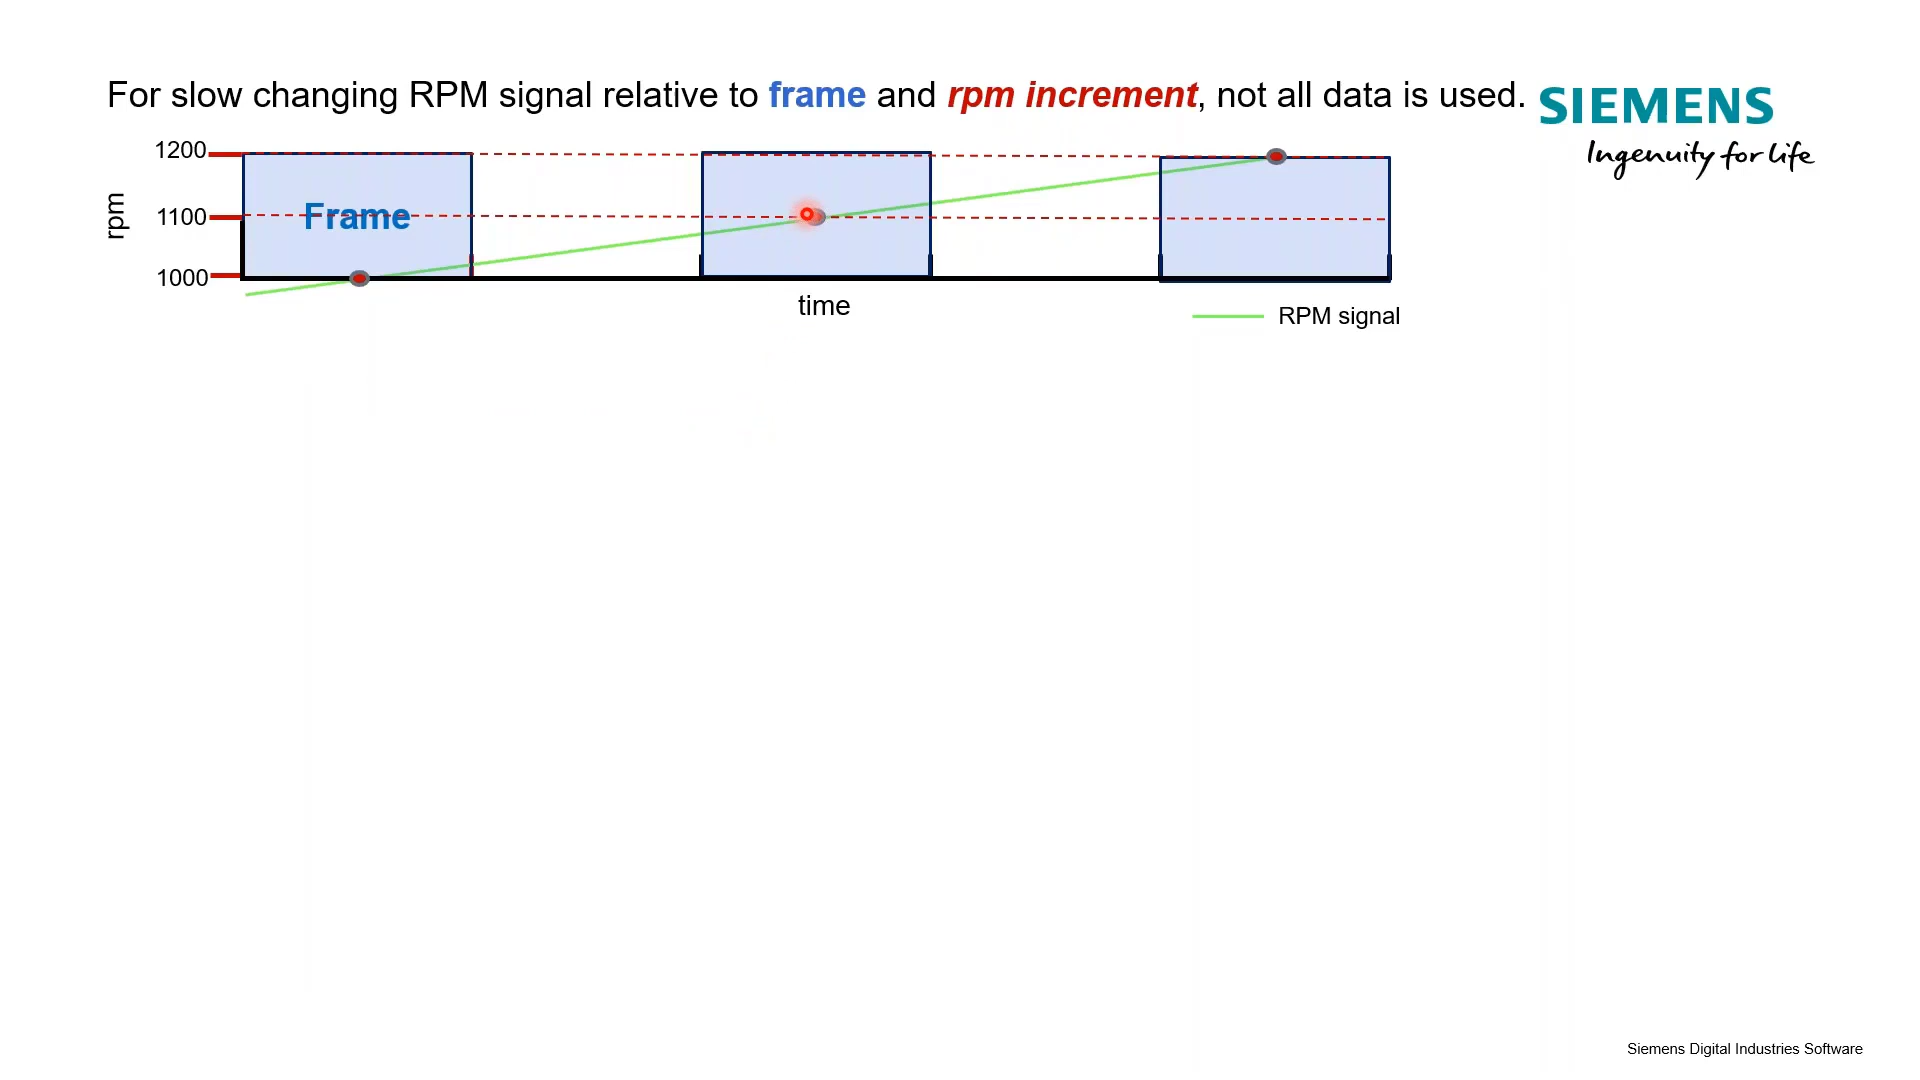 For slow changing RPM signal relative to frame and rpm increment, not all data is used.
SIEMENS
Ingenuity for life
1200
1100
1000
rpm
Frame
time
RPM signal
Siemens Digital Industries Software